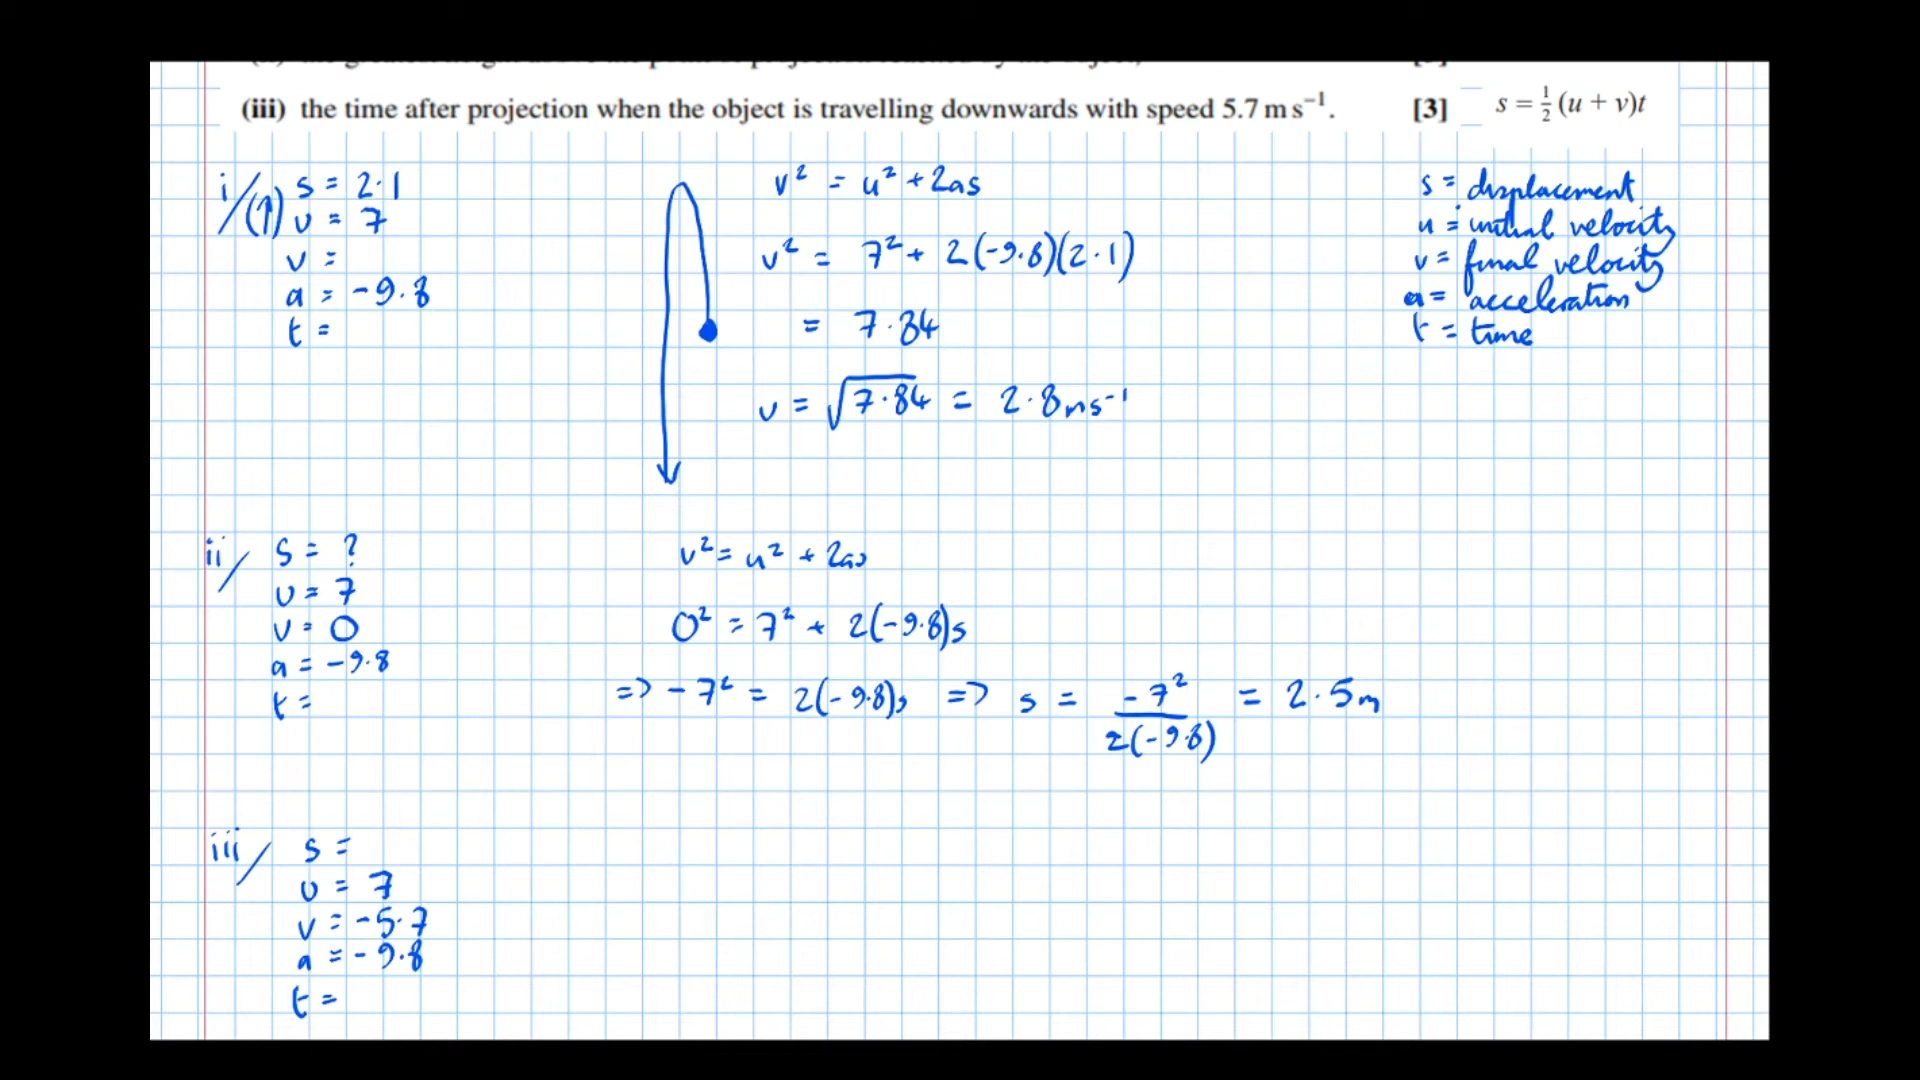 (iii) the time after projection when the object is travelling downwards with speed 5.7 m s⁻¹. [3] s = ½ (u + v)t
i/ (↑) s = 2.1
u = 7
v =
a = -9.8
t =
v² = u² + 2as
v² = 7² + 2(-9.8)(2.1)
= 7.84
v = √7.84 = 2.8ms⁻¹
s = displacement
u = initial velocity
v = final velocity
a = acceleration
t = time
ii/ s = ?
u = 7
v = 0
a = -9.8
t =
v² = u² + 2as
0² = 7² + 2(-9.8)s
=> -7² = 2(-9.8)s => s = -7² / 2(-9.8) = 2.5m
iii/ s =
u = 7
v = -5.7
a = -9.8
t =